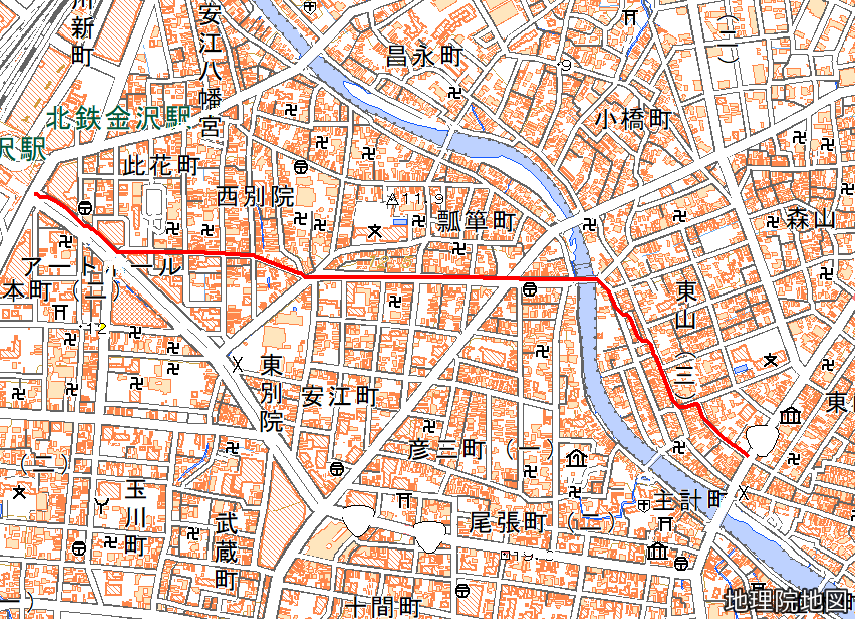 川新町
安江八幡宮
昌永町
(二)
北鉄金沢駅
沢駅
小橋町
此花町
西別院
△11.9
瓢箪町
森山
アートホール
本町(二)
東山(三)
・12
東別院
安江町
彦三町(一)
(二)
玉川町
武蔵町
尾張町(二)
主計町
十間町
地理院地図